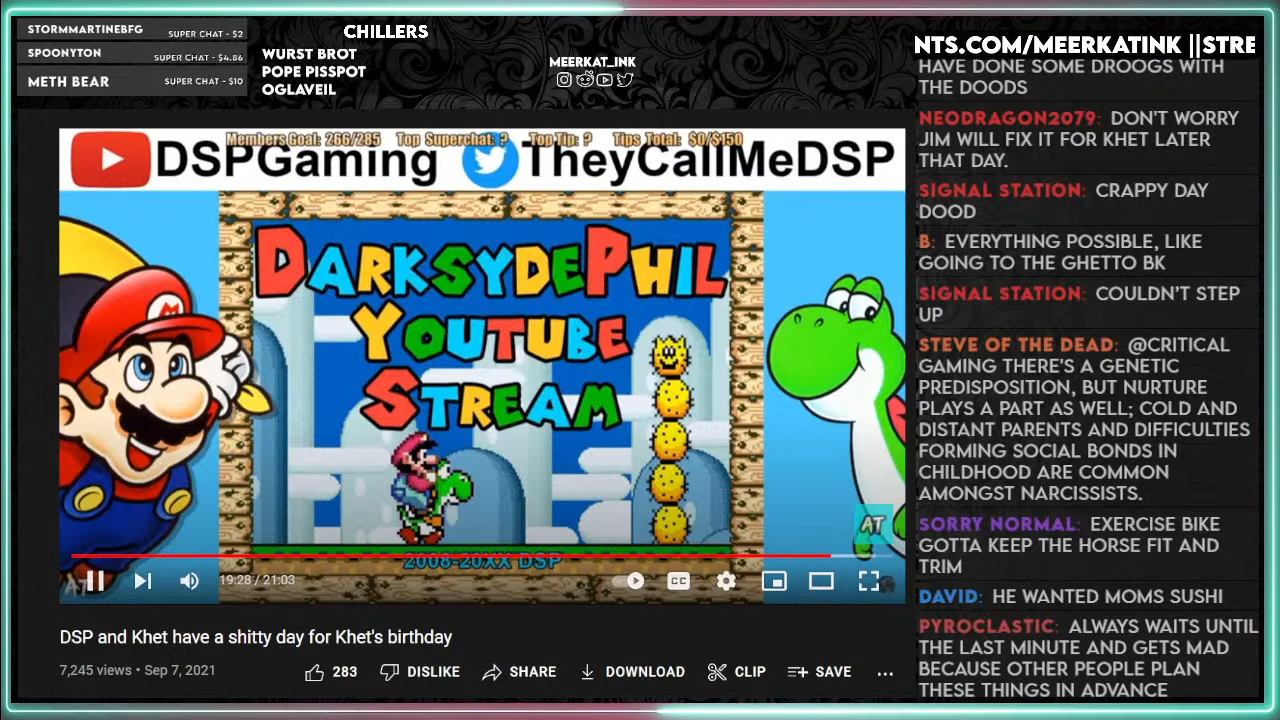 STORMMARTINEBFG SUPER CHAT - $2
SPOONYTON SUPER CHAT - $4.86
METH BEAR SUPER CHAT - $10
CHILLERS
WURST BROT
POPE PISSPOT
OGLAVEIL
MEERKAT_INK
Members Goal: 266/285 Top Superchat: ? Top Tip: ? Tips Total: $0/$150
DSPGaming TheyCallMeDSP
DARKSYDEPHIL
YOUTUBE
STREAM
M
AT
2008-20XX DSP
19:28 / 21:03
CC
DSP and Khet have a shitty day for Khet's birthday
7,245 views • Sep 7, 2021
283 DISLIKE SHARE DOWNLOAD CLIP SAVE ...
NTS.COM/MEERKATINK ||STRE
HAVE DONE SOME DROOGS WITH
THE DOODS
NEODRAGON2079: DON'T WORRY
JIM WILL FIX IT FOR KHET LATER
THAT DAY.
SIGNAL STATION: CRAPPY DAY
DOOD
B: EVERYTHING POSSIBLE, LIKE
GOING TO THE GHETTO BK
SIGNAL STATION: COULDN'T STEP
UP
STEVE OF THE DEAD: @CRITICAL
GAMING THERE'S A GENETIC
PREDISPOSITION, BUT NURTURE
PLAYS A PART AS WELL; COLD AND
DISTANT PARENTS AND DIFFICULTIES
FORMING SOCIAL BONDS IN
CHILDHOOD ARE COMMON
AMONGST NARCISSISTS.
SORRY NORMAL: EXERCISE BIKE
GOTTA KEEP THE HORSE FIT AND
TRIM
DAVID: HE WANTED MOMS SUSHI
PYROCLASTIC: ALWAYS WAITS UNTIL
THE LAST MINUTE AND GETS MAD
BECAUSE OTHER PEOPLE PLAN
THESE THINGS IN ADVANCE